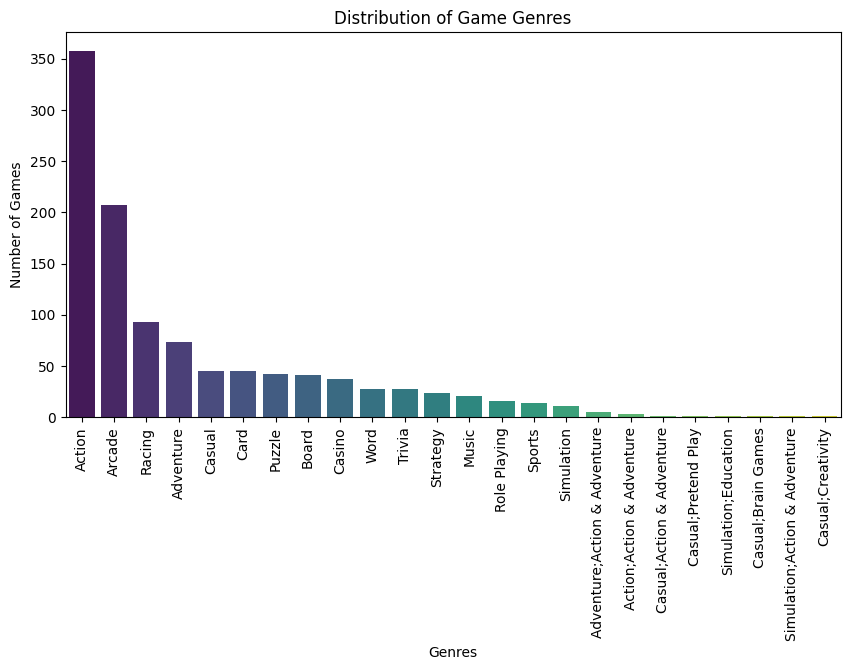 Distribution of Game Genres
Number of Games
350
300
250
200
150
100
50
0
Action
Arcade
Racing
Adventure
Casual
Card
Puzzle
Board
Casino
Word
Trivia
Strategy
Music
Role Playing
Sports
Simulation
Adventure;Action & Adventure
Action;Action & Adventure
Casual;Action & Adventure
Casual;Pretend Play
Simulation;Education
Casual;Brain Games
Simulation;Action & Adventure
Casual;Creativity
Genres